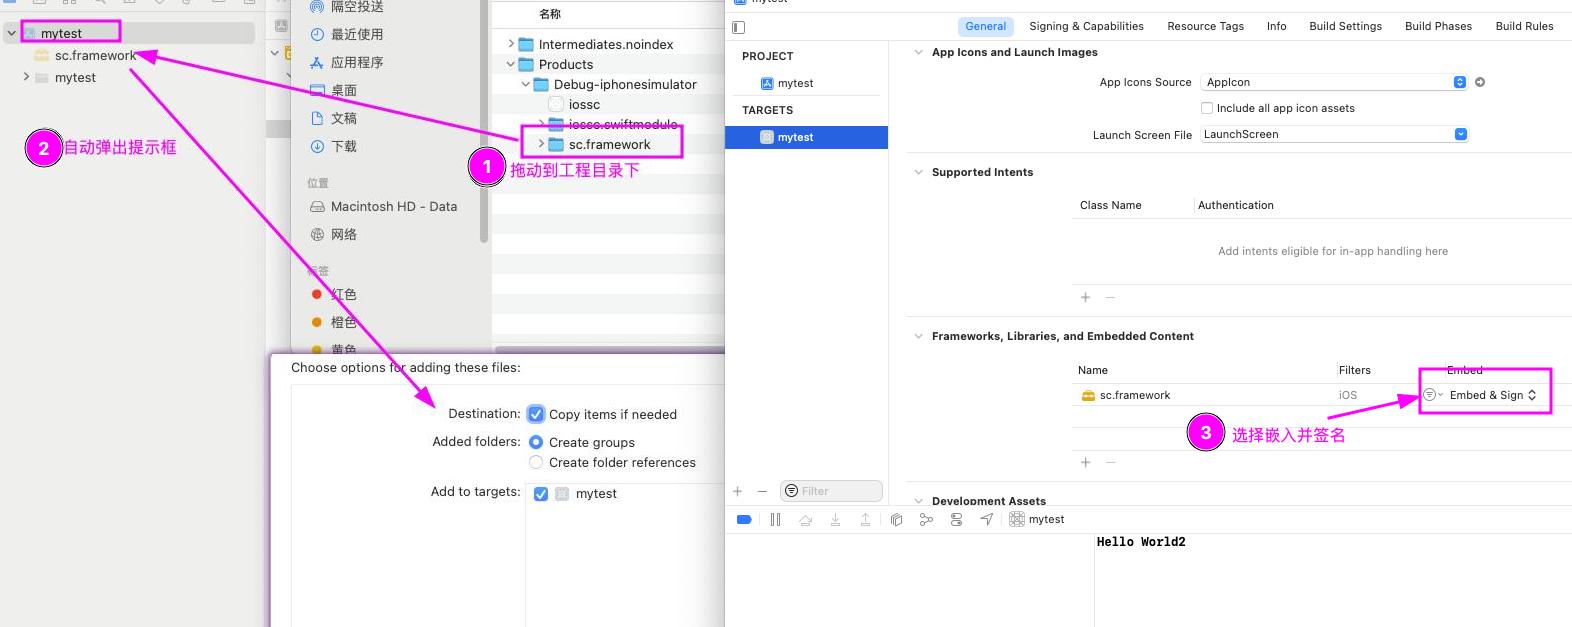 mytest
sc.framework
mytest
2
自动弹出提示框
隔空投送
最近使用
应用程序
桌面
文稿
下载
位置
Macintosh HD - Data
网络
标签
红色
橙色
黄色
名称
Intermediates.noindex
Products
Debug-iphonesimulator
iossc
iossc.swiftmodule
sc.framework
1
拖动到工程目录下
Choose options for adding these files:
Destination: Copy items if needed
Added folders: Create groups
Create folder references
Add to targets: mytest
mytest
General Signing & Capabilities Resource Tags Info Build Settings Build Phases Build Rules
PROJECT
mytest
TARGETS
mytest
Filter
App Icons and Launch Images
App Icons Source AppIcon
Include all app icon assets
Launch Screen File LaunchScreen
Supported Intents
Class Name Authentication
Add intents eligible for in-app handling here
Frameworks, Libraries, and Embedded Content
Name Filters Embed
sc.framework iOS Embed & Sign
3
选择嵌入并签名
Development Assets
mytest
Hello World2